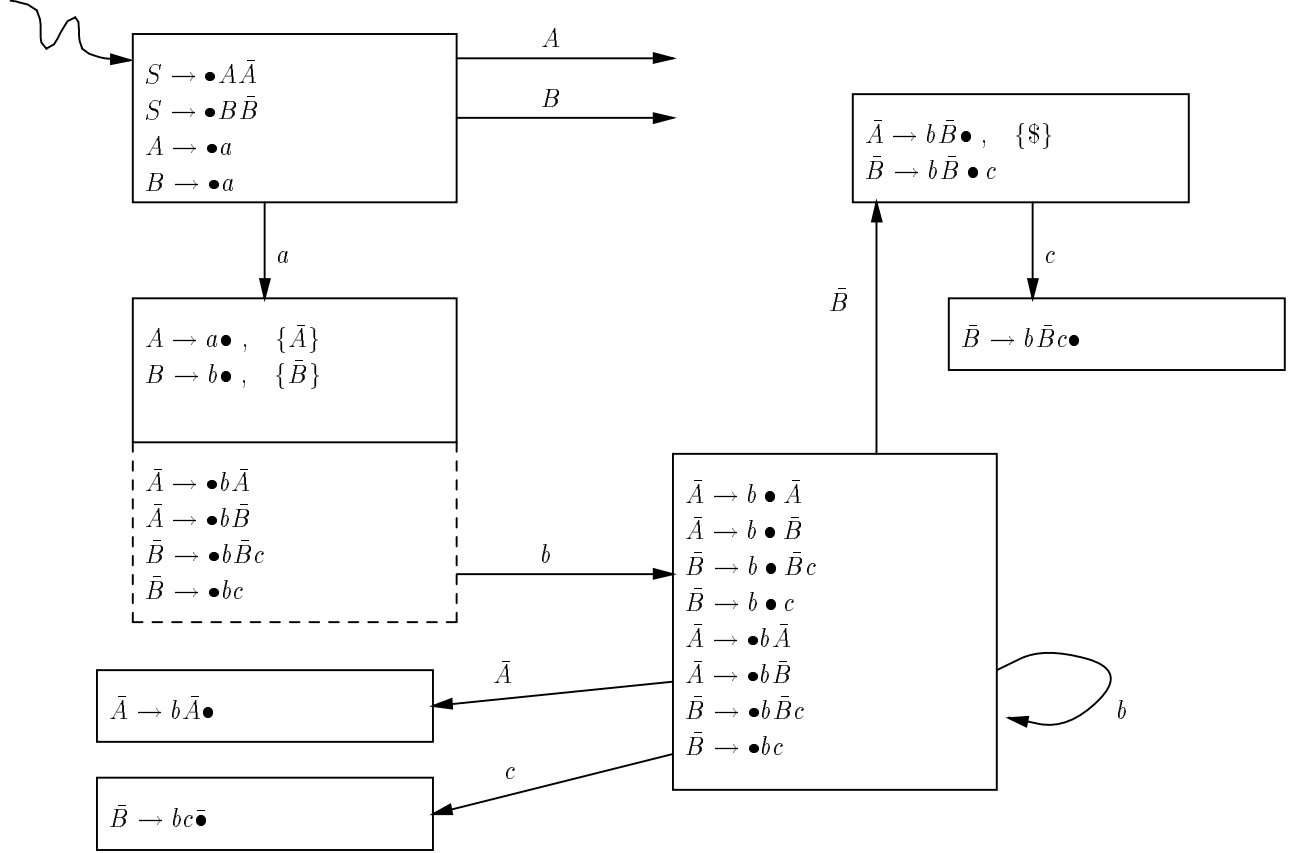 S → •AĀ
S → •BB̄
A → •a
B → •a
A
B
a
A → a• , {Ā}
B → b• , {B̄}
Ā → •bĀ
Ā → •bB̄
B̄ → •bB̄c
B̄ → •bc
b
Ā → b • Ā
Ā → b • B̄
B̄ → b • B̄c
B̄ → b • c
Ā → •bĀ
Ā → •bB̄
B̄ → •bB̄c
B̄ → •bc
b
Ā
Ā → bĀ•
c
B̄ → bc•̄
B̄
Ā → bB̄• , {$}
B̄ → bB̄ • c
c
B̄ → bB̄c•